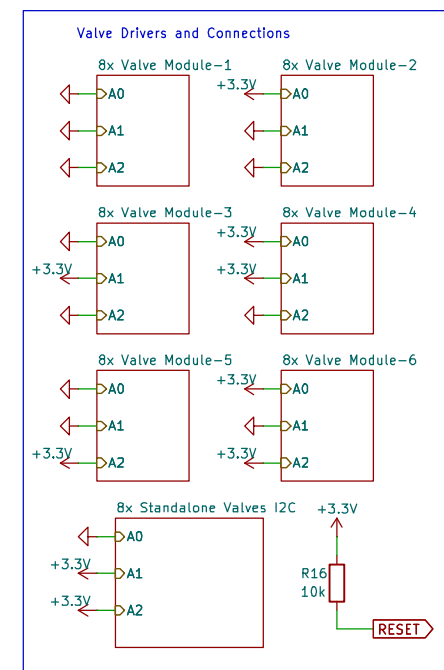 Valve Drivers and Connections
8x Valve Module-1
A0
A1
A2
8x Valve Module-2
+3.3V
A0
A1
A2
8x Valve Module-3
A0
+3.3V
A1
A2
8x Valve Module-4
+3.3V
A0
+3.3V
A1
A2
8x Valve Module-5
A0
A1
+3.3V
A2
8x Valve Module-6
+3.3V
A0
A1
+3.3V
A2
8x Standalone Valves I2C
A0
+3.3V
A1
+3.3V
A2
+3.3V
R16
10k
RESET